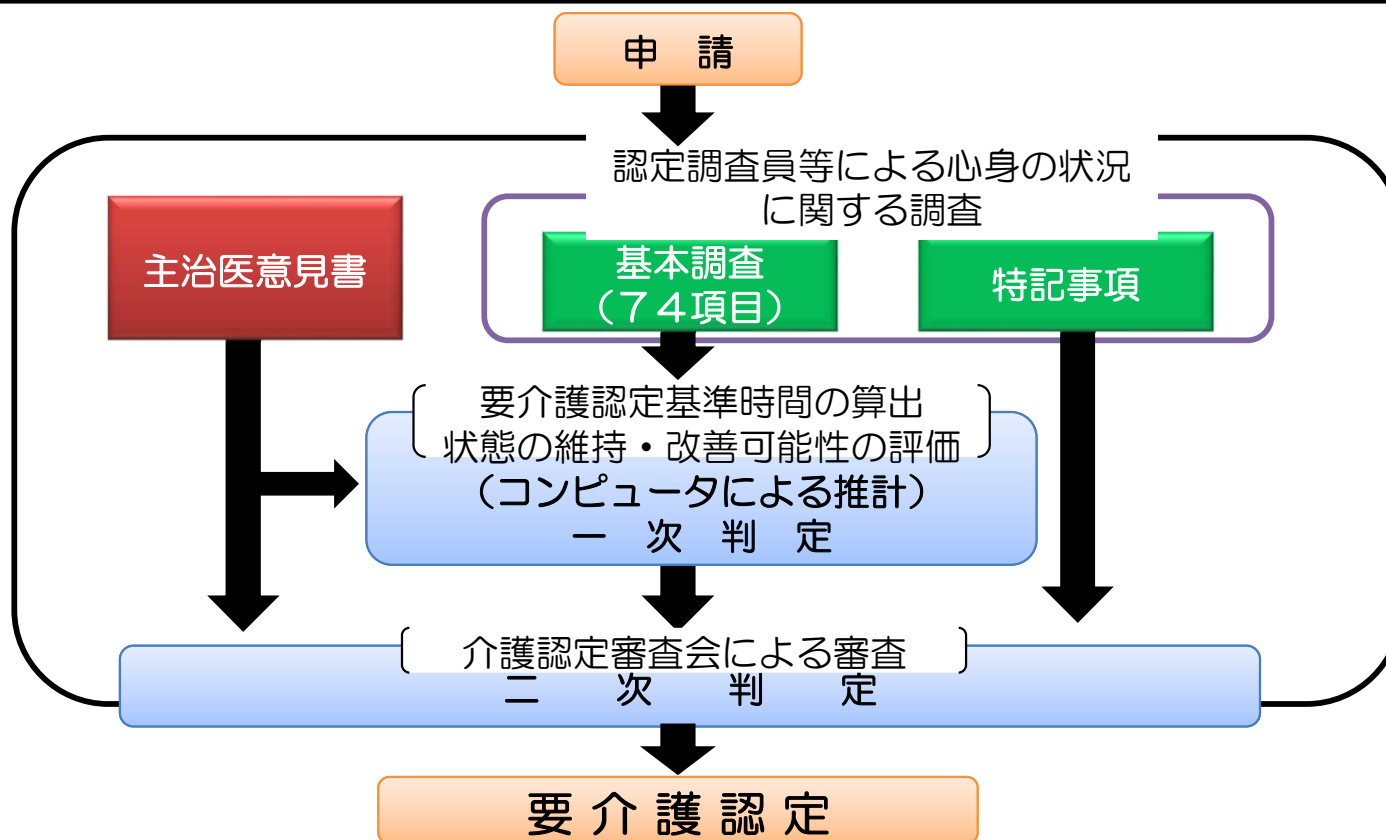 申　請
認定調査員等による心身の状況
に関する調査
主治医意見書
基本調査
（７４項目）
特記事項
要介護認定基準時間の算出
状態の維持・改善可能性の評価
（コンピュータによる推計）
一　次　判　定
介護認定審査会による審査
二　次　判　定
要介護認定